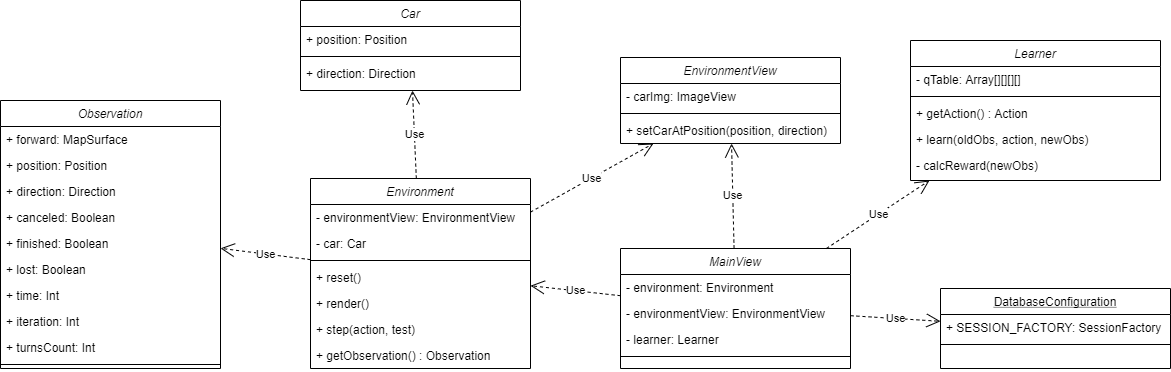 Car
+ position: Position
+ direction: Direction
Use
Observation
+ forward: MapSurface
+ position: Position
+ direction: Direction
+ canceled: Boolean
+ finished: Boolean
+ lost: Boolean
+ time: Int
+ iteration: Int
+ turnsCount: Int
Use
Environment
- environmentView: EnvironmentView
- car: Car
+ reset()
+ render()
+ step(action, test)
+ getObservation() : Observation
Use
Use
EnvironmentView
- carImg: ImageView
+ setCarAtPosition(position, direction)
Use
MainView
- environment: Environment
- environmentView: EnvironmentView
- learner: Learner
Use
Learner
- qTable: Array[][][][]
+ getAction() : Action
+ learn(oldObs, action, newObs)
- calcReward(newObs)
Use
DatabaseConfiguration
+ SESSION_FACTORY: SessionFactory